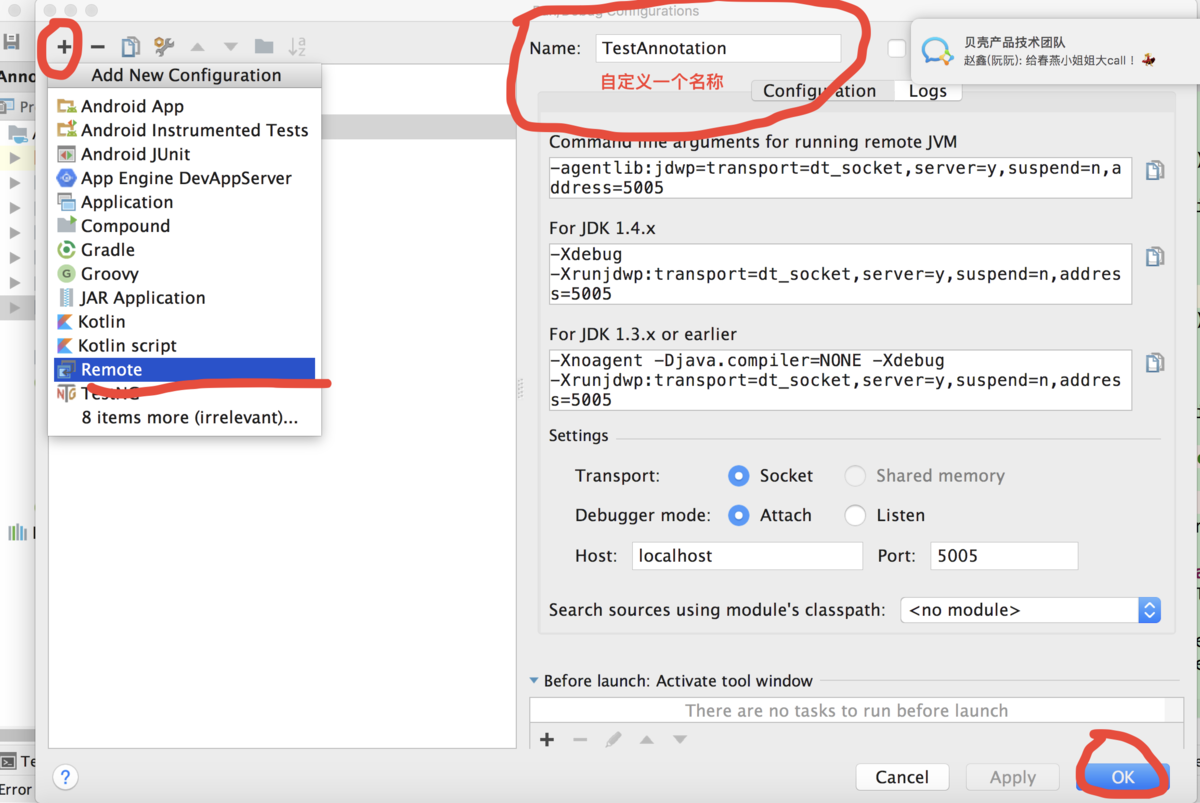 Run/Debug Configurations
Add New Configuration
Android App
Android Instrumented Tests
Android JUnit
App Engine DevAppServer
Application
Compound
Gradle
Groovy
JAR Application
Kotlin
Kotlin script
Remote
TestNG
8 items more (irrelevant)...
Name: TestAnnotation
自定义一个名称
贝壳产品技术团队
赵鑫(阮阮): 给春燕小姐姐大call！
Configuration Logs
Command line arguments for running remote JVM
-agentlib:jdwp=transport=dt_socket,server=y,suspend=n,a
ddress=5005
For JDK 1.4.x
-Xdebug
-Xrunjdwp:transport=dt_socket,server=y,suspend=n,addres
s=5005
For JDK 1.3.x or earlier
-Xnoagent -Djava.compiler=NONE -Xdebug
-Xrunjdwp:transport=dt_socket,server=y,suspend=n,addres
s=5005
Settings
Transport: Socket Shared memory
Debugger mode: Attach Listen
Host: localhost Port: 5005
Search sources using module's classpath: <no module>
Before launch: Activate tool window
There are no tasks to run before launch
? Cancel Apply OK
Anno
Pr
Te
Error